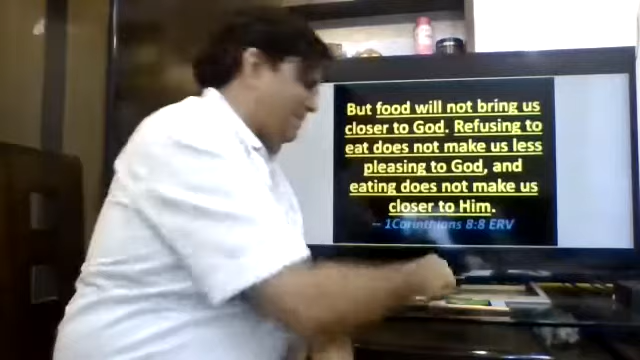 But food will not bring us
closer to God. Refusing to
eat does not make us less
pleasing to God, and
eating does not make us
closer to Him.
-- 1Corinthians 8:8 ERV